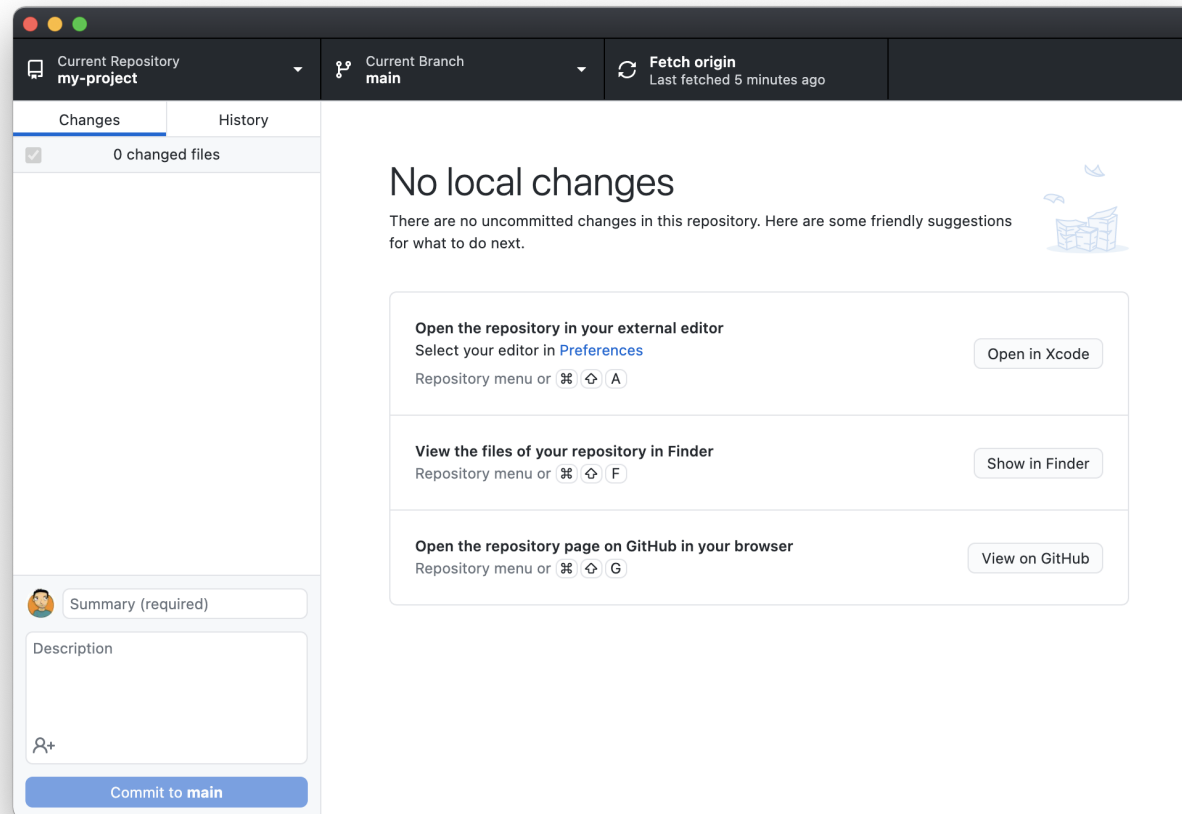 Current Repository
my-project
Current Branch
main
Fetch origin
Last fetched 5 minutes ago
Changes
History
0 changed files
No local changes
There are no uncommitted changes in this repository. Here are some friendly suggestions
for what to do next.
Open the repository in your external editor
Select your editor in Preferences
Repository menu or ⌘ ⇧ A
Open in Xcode
View the files of your repository in Finder
Repository menu or ⌘ ⇧ F
Show in Finder
Open the repository page on GitHub in your browser
Repository menu or ⌘ ⇧ G
View on GitHub
Summary (required)
Description
Commit to main